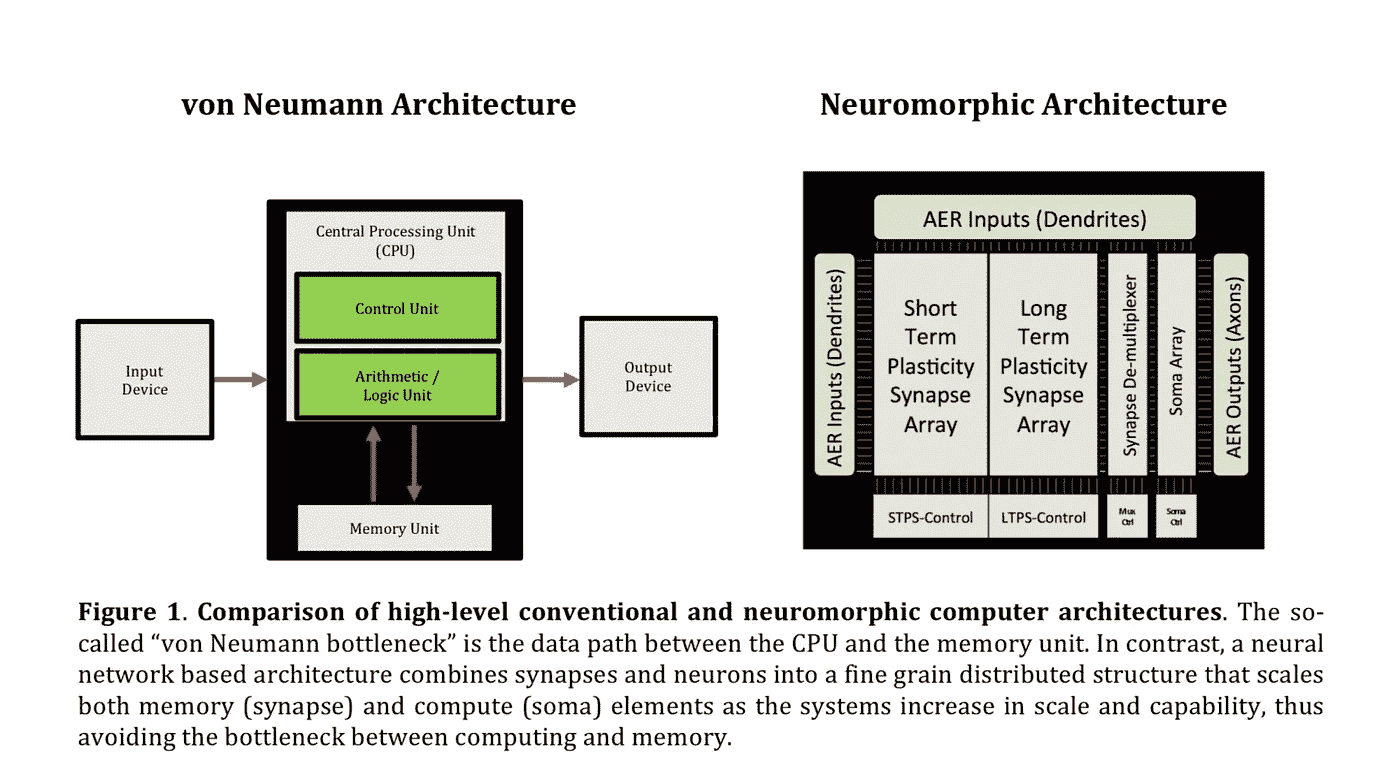 von Neumann Architecture
Neuromorphic Architecture
Central Processing Unit
(CPU)
Control Unit
Arithmetic /
Logic Unit
Memory Unit
Input
Device
Output
Device
AER Inputs (Dendrites)
AER Inputs (Dendrites)
Short
Term
Plasticity
Synapse
Array
Long
Term
Plasticity
Synapse
Array
Synapse De-multiplexer
Soma Array
AER Outputs (Axons)
STPS-Control
LTPS-Control
Mux
Ctrl
Soma
Ctrl
Figure 1. Comparison of high-level conventional and neuromorphic computer architectures. The so-
called “von Neumann bottleneck” is the data path between the CPU and the memory unit. In contrast, a neural
network based architecture combines synapses and neurons into a fine grain distributed structure that scales
both memory (synapse) and compute (soma) elements as the systems increase in scale and capability, thus
avoiding the bottleneck between computing and memory.